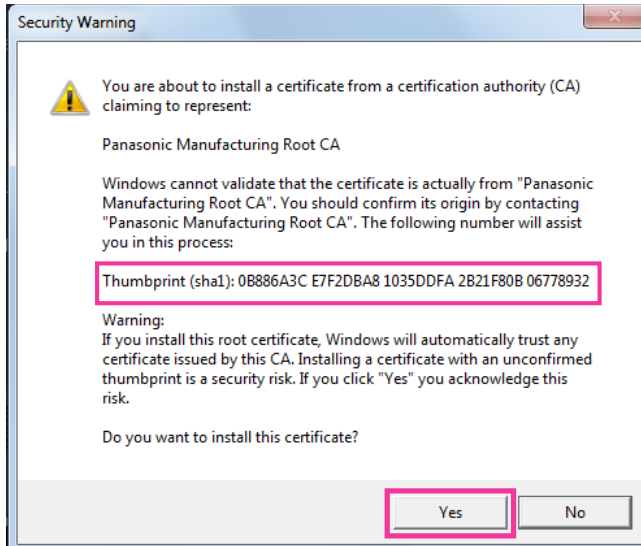 Security Warning
You are about to install a certificate from a certification authority (CA)
claiming to represent:
Panasonic Manufacturing Root CA
Windows cannot validate that the certificate is actually from "Panasonic
Manufacturing Root CA". You should confirm its origin by contacting
"Panasonic Manufacturing Root CA". The following number will assist
you in this process:
Thumbprint (sha1): 0B886A3C E7F2DBA8 1035DDFA 2B21F80B 06778932
Warning:
If you install this root certificate, Windows will automatically trust any
certificate issued by this CA. Installing a certificate with an unconfirmed
thumbprint is a security risk. If you click "Yes" you acknowledge this
risk.
Do you want to install this certificate?
Yes
No